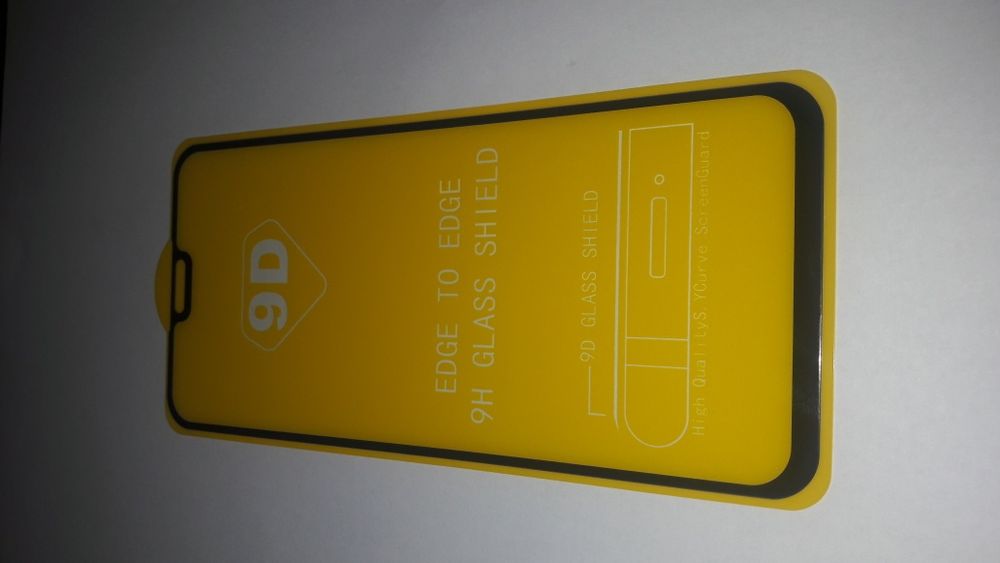 9D
EDGE TO EDGE
9H GLASS SHIELD
9D GLASS SHIELD
High QualityS.YCurve ScreenGuard